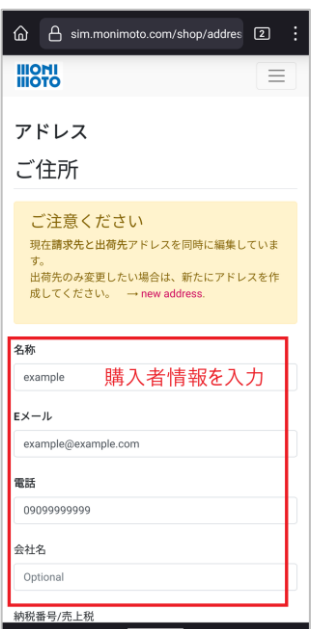 sim.monimoto.com/shop/addres
2
MONI
MOTO
アドレス
ご住所
ご注意ください
現在請求先と出荷先アドレスを同時に編集していま
す。
出荷先のみ変更したい場合は、新たにアドレスを作
成してください。 → new address.
名称
example
購入者情報を入力
Eメール
example@example.com
電話
09099999999
会社名
Optional
納税番号/売上税